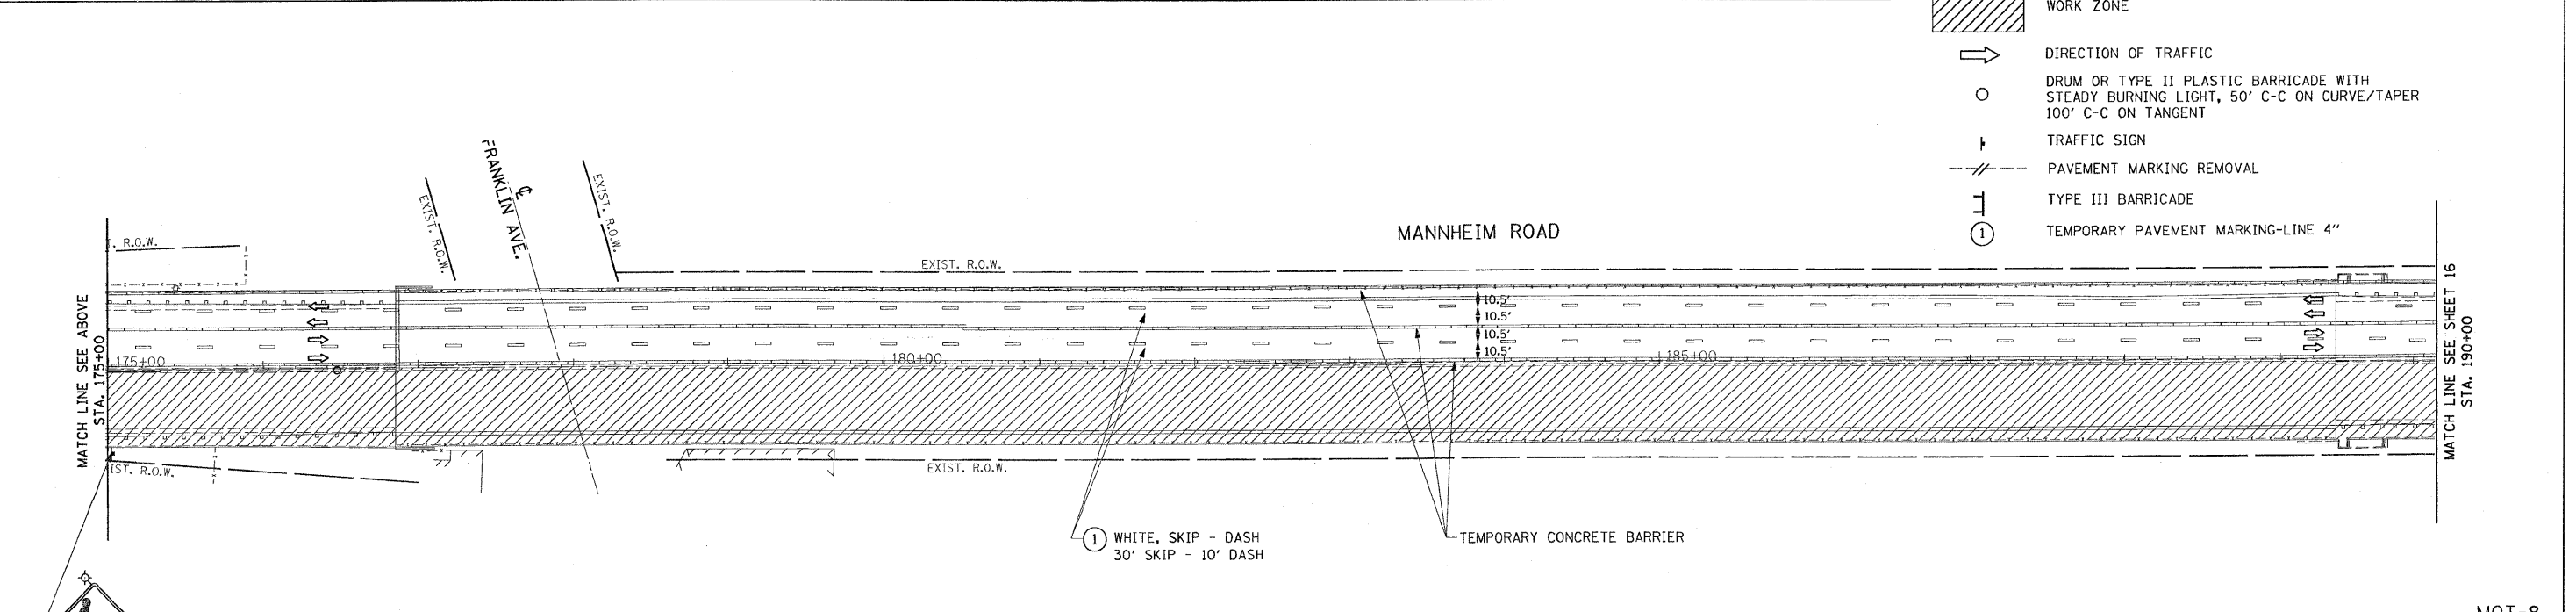 WORK ZONE
DIRECTION OF TRAFFIC
DRUM OR TYPE II PLASTIC BARRICADE WITH
STEADY BURNING LIGHT, 50' C-C ON CURVE/TAPER
100' C-C ON TANGENT
TRAFFIC SIGN
PAVEMENT MARKING REMOVAL
TYPE III BARRICADE
1 TEMPORARY PAVEMENT MARKING-LINE 4"
MANNHEIM ROAD
FRANKLIN AVE.
℄
EXIST. R.O.W.
EXIST. R.O.W.
T. R.O.W.
EXIST. R.O.W.
MATCH LINE SEE ABOVE
STA. 175+00
10.5'
10.5'
10.5'
10.5'
175+00
180+00
185+00
MATCH LINE SEE SHEET 16
STA. 190+00
IST. R.O.W.
EXIST. R.O.W.
1 WHITE, SKIP - DASH
30' SKIP - 10' DASH
TEMPORARY CONCRETE BARRIER
MOT-8